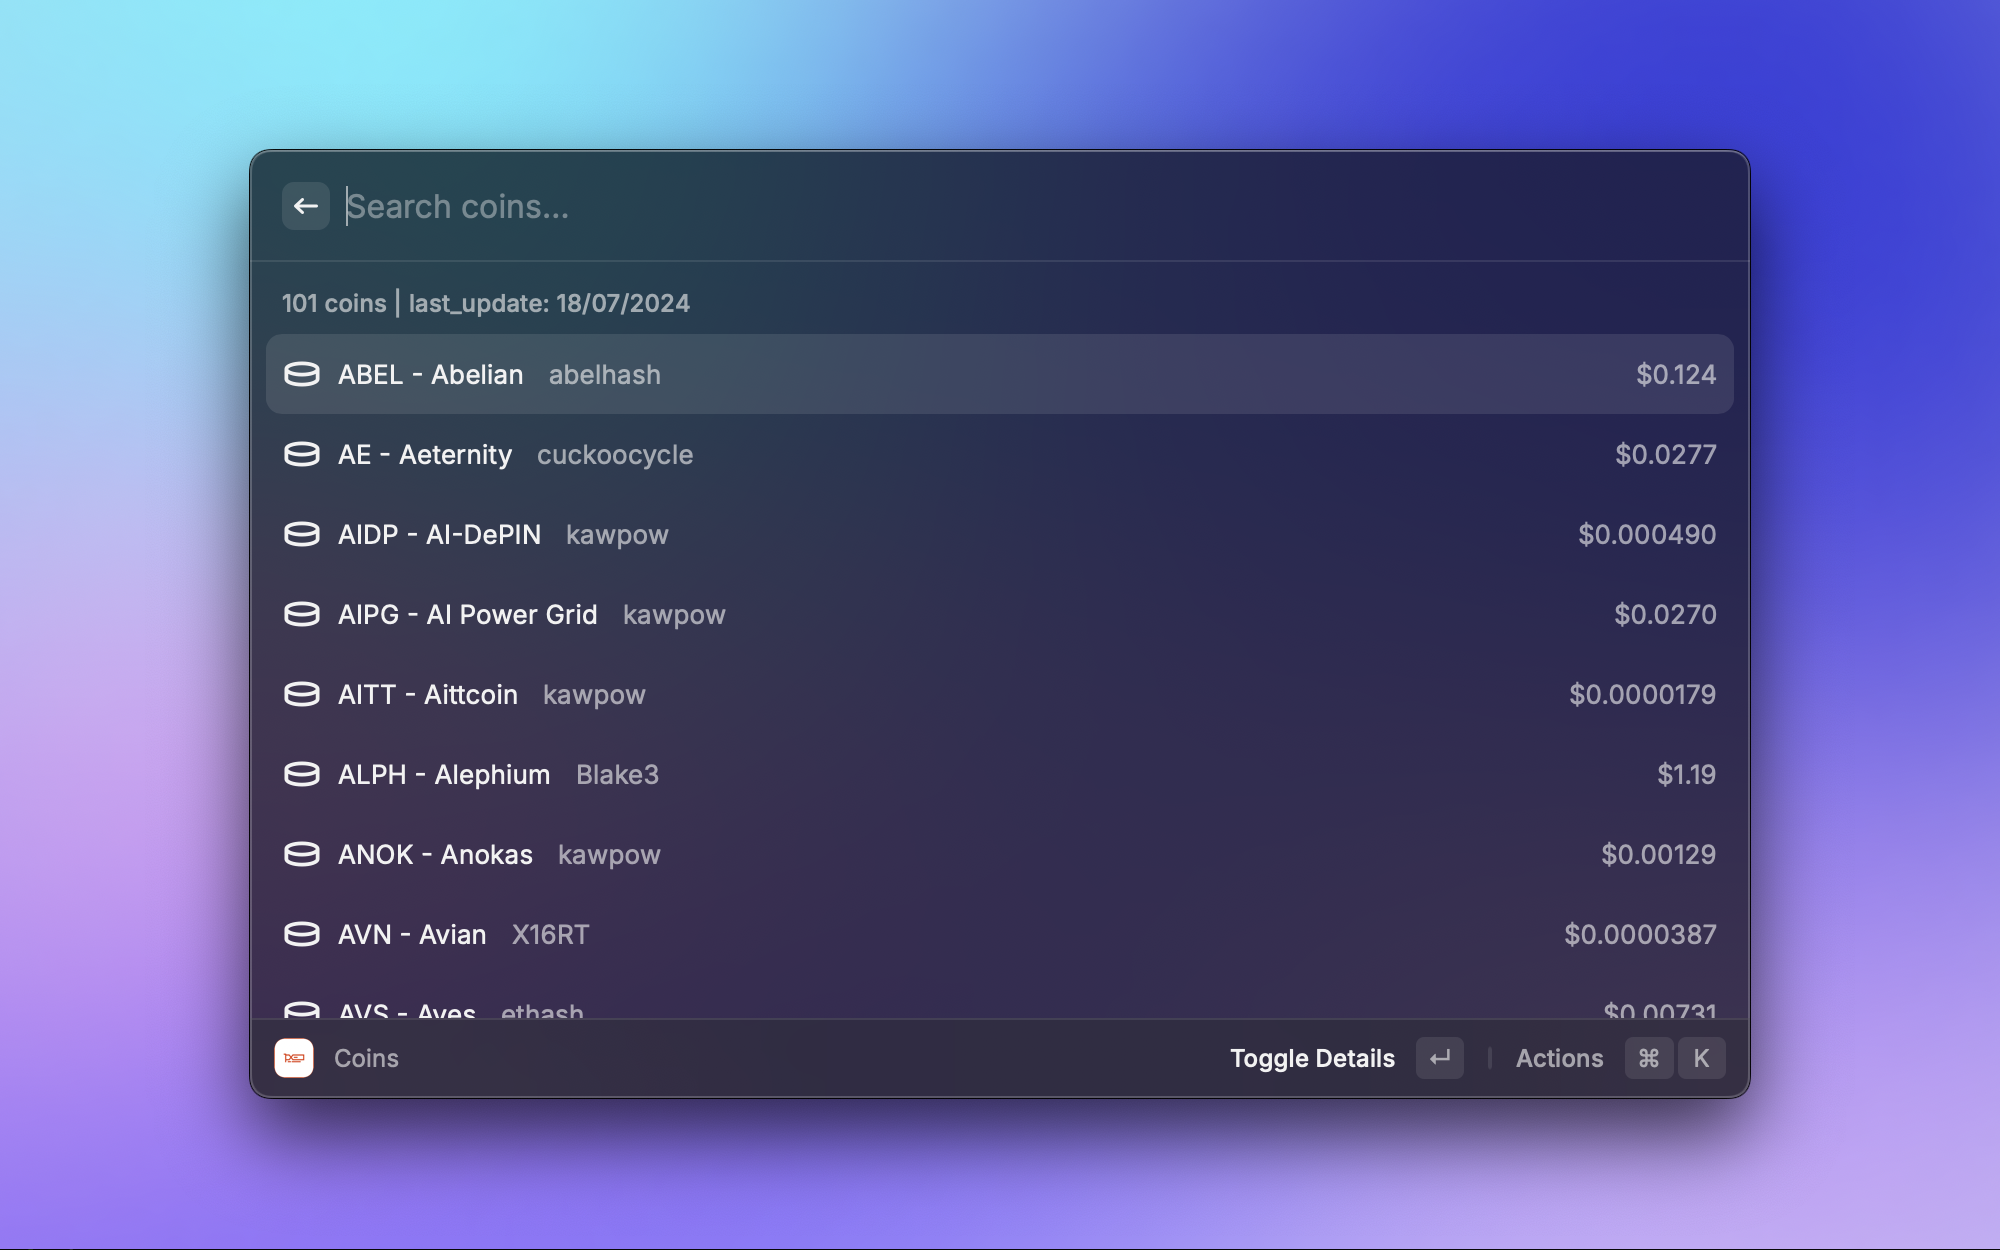 Search coins...
101 coins | last_update: 18/07/2024
ABEL - Abelian abelhash $0.124
AE - Aeternity cuckoocycle $0.0277
AIDP - AI-DePIN kawpow $0.000490
AIPG - AI Power Grid kawpow $0.0270
AITT - Aittcoin kawpow $0.0000179
ALPH - Alephium Blake3 $1.19
ANOK - Anokas kawpow $0.00129
AVN - Avian X16RT $0.0000387
AVS - Aves ethash $0.00731
Coins Toggle Details ↵ | Actions ⌘ K